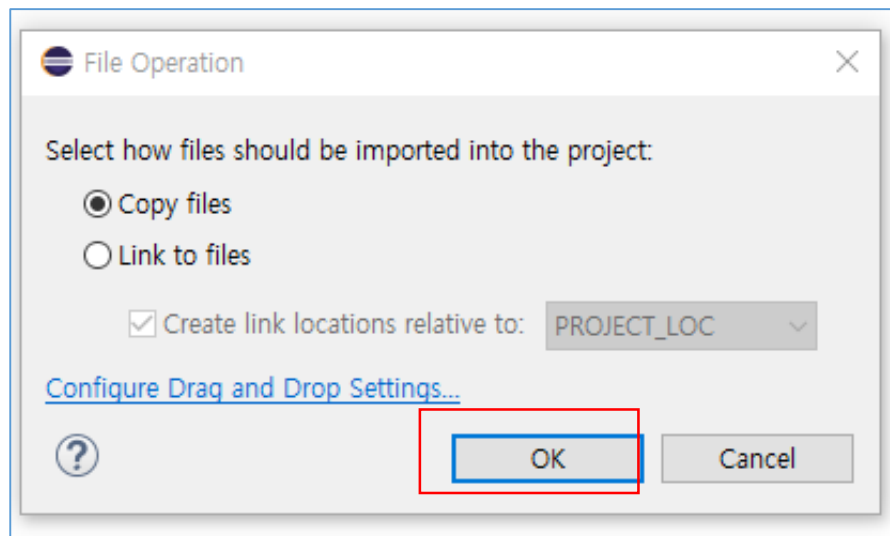 File Operation
Select how files should be imported into the project:
Copy files
Link to files
Create link locations relative to: PROJECT_LOC
Configure Drag and Drop Settings...
OK Cancel